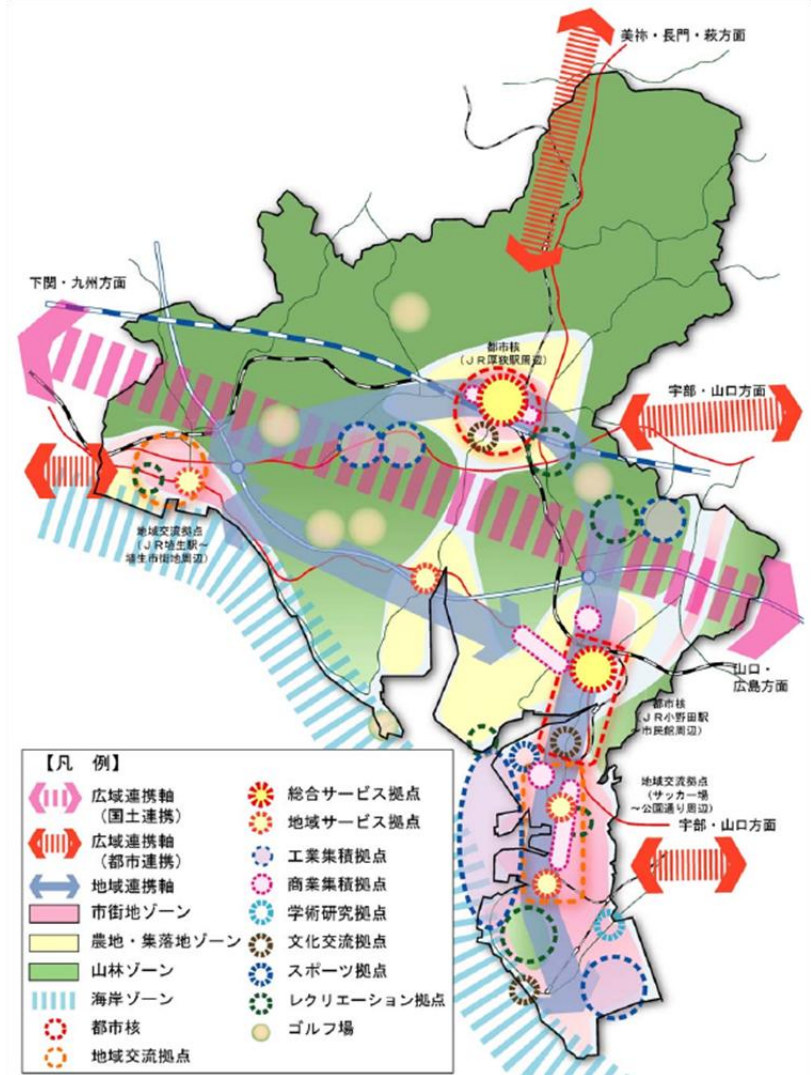 美祢・長門・萩方面
下関・九州方面
都市核
（ＪＲ厚狭駅周辺）
宇部・山口方面
地域交流拠点
（ＪＲ埴生駅～
埴生市街地周辺）
山口・
広島方面
都市核
（ＪＲ小野田駅
～市民館周辺）
地域交流拠点
（サッカー場
～公園通り周辺）
宇部・山口方面
【凡　例】
広域連携軸
（国土連携）
広域連携軸
（都市連携）
地域連携軸
市街地ゾーン
農地・集落地ゾーン
山林ゾーン
海岸ゾーン
都市核
地域交流拠点
総合サービス拠点
地域サービス拠点
工業集積拠点
商業集積拠点
学術研究拠点
文化交流拠点
スポーツ拠点
レクリエーション拠点
ゴルフ場